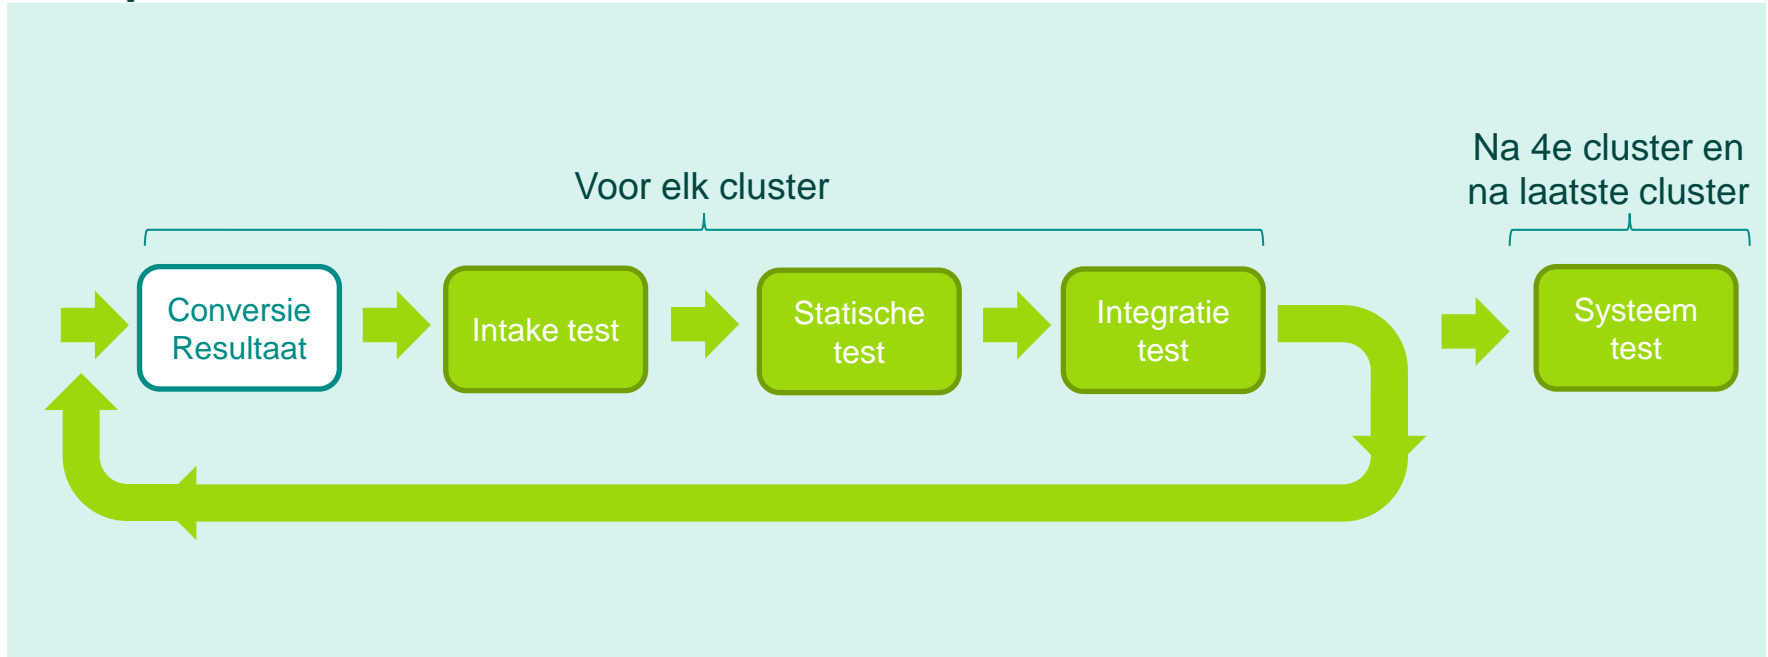 Voor elk cluster
Na 4e cluster en
na laatste cluster
Conversie
Resultaat
Intake test
Statische
test
Integratie
test
Systeem
test